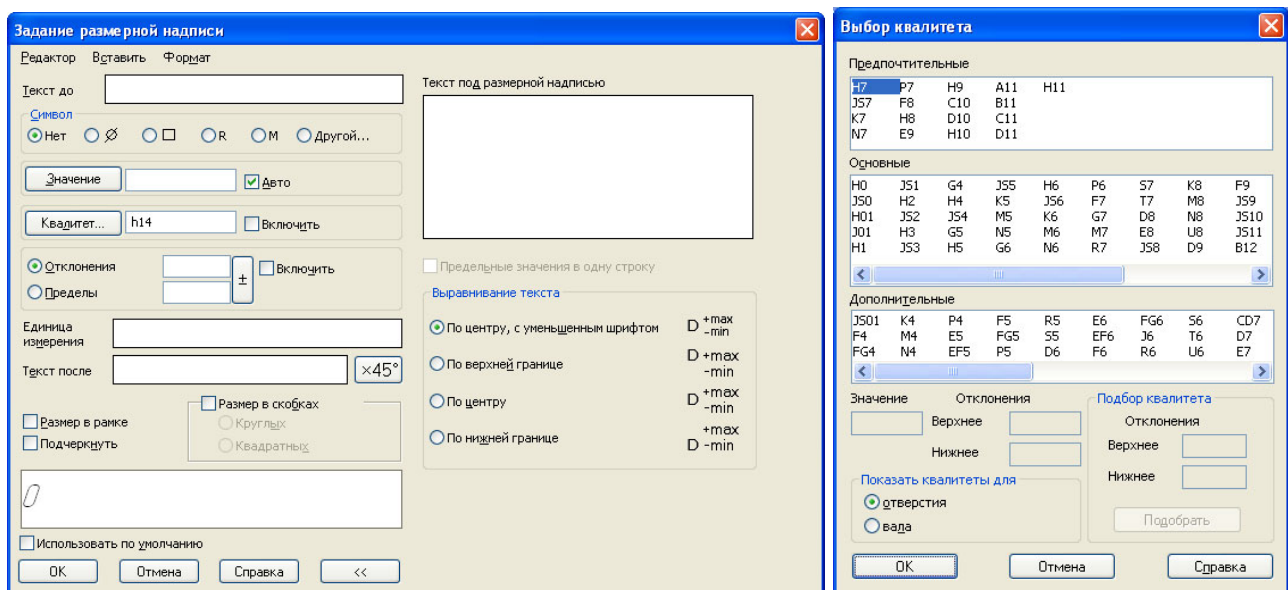 Задание размерной надписи
Редактор Вставить Формат
Текст до
Символ
Нет Ø □ R M Другой...
Значение Авто
Квалитет... h14 Включить
Отклонения Включить
±
Пределы
Единица
измерения
Текст после ×45°
Размер в рамке
Подчеркнуть
Размер в скобках
Круглых
Квадратных
0
Использовать по умолчанию
OK Отмена Справка <<
Текст под размерной надписью
Предельные значения в одну строку
Выравнивание текста
По центру, с уменьшенным шрифтом D +max
-min
По верхней границе D +max
-min
По центру D +max
-min
По нижней границе +max
D -min
Выбор квалитета
Предпочтительные
H7 P7 H9 A11 H11
JS7 F8 C10 B11
K7 H8 D10 C11
N7 E9 H10 D11
Основные
H0 JS1 G4 JS5 H6 P6 S7 K8 F9
JS0 H2 H4 K5 JS6 F7 T7 M8 JS9
H01 JS2 JS4 M5 K6 G7 D8 N8 JS10
J01 H3 G5 N5 M6 M7 E8 U8 JS11
H1 JS3 H5 G6 N6 R7 JS8 D9 B12
Дополнительные
JS01 K4 P4 F5 R5 E6 FG6 S6 CD7
F4 M4 E5 FG5 S5 EF6 J6 T6 D7
FG4 N4 EF5 P5 D6 F6 R6 U6 E7
Значение Отклонения
Верхнее
Нижнее
Показать квалитеты для
отверстия
вала
Подбор квалитета
Отклонения
Верхнее
Нижнее
Подобрать
OK Отмена Справка